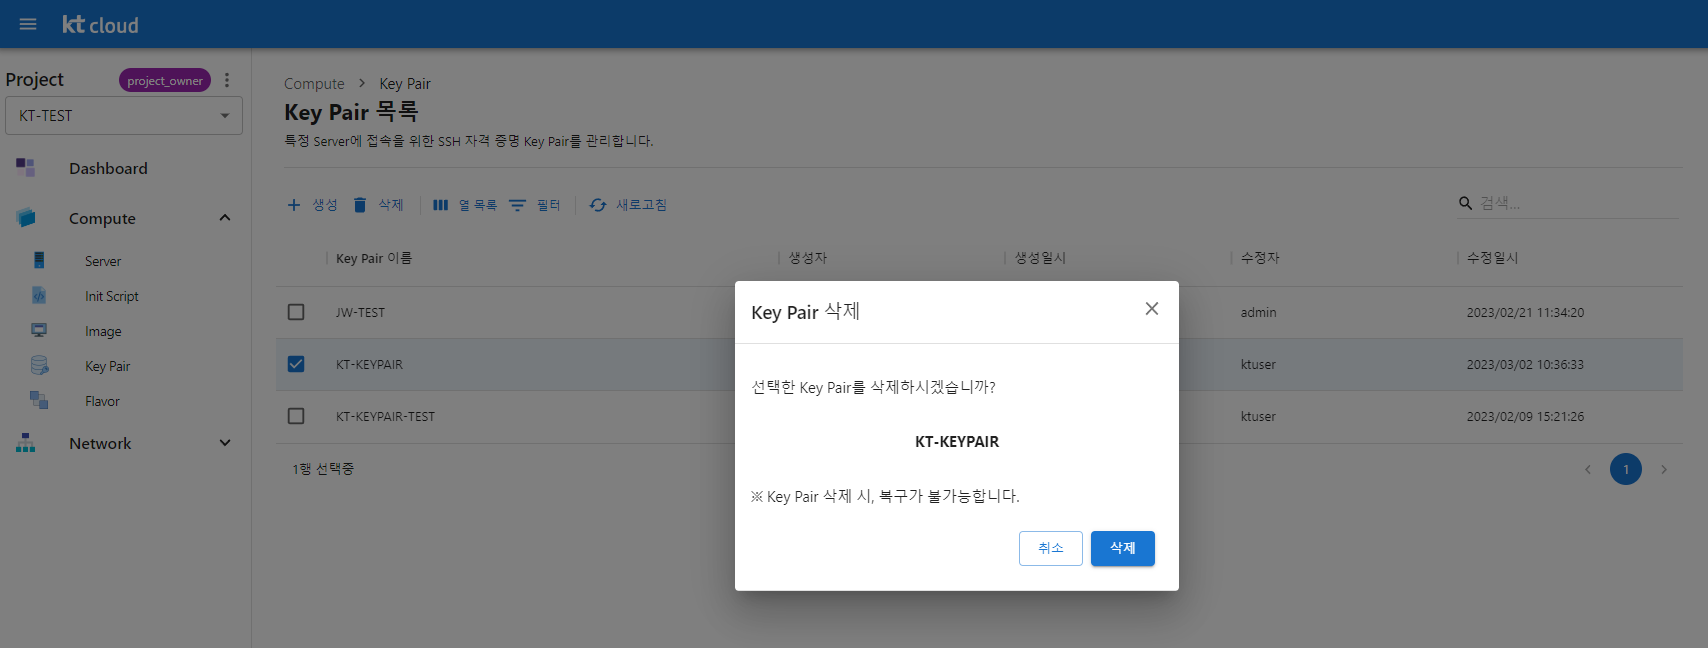 kt cloud
Project
project_owner
KT-TEST
Dashboard
Compute
Server
Init Script
Image
Key Pair
Flavor
Network
Compute > Key Pair
Key Pair 목록
특정 Server에 접속을 위한 SSH 자격 증명 Key Pair를 관리합니다.
생성 삭제 열 목록 필터 새로고침
검색...
Key Pair 이름 생성자 생성일시 수정자 수정일시
JW-TEST admin 2023/02/21 11:34:20
KT-KEYPAIR ktuser 2023/03/02 10:36:33
KT-KEYPAIR-TEST ktuser 2023/02/09 15:21:26
1행 선택중
1
Key Pair 삭제
선택한 Key Pair를 삭제하시겠습니까?
KT-KEYPAIR
※ Key Pair 삭제 시, 복구가 불가능합니다.
취소 삭제